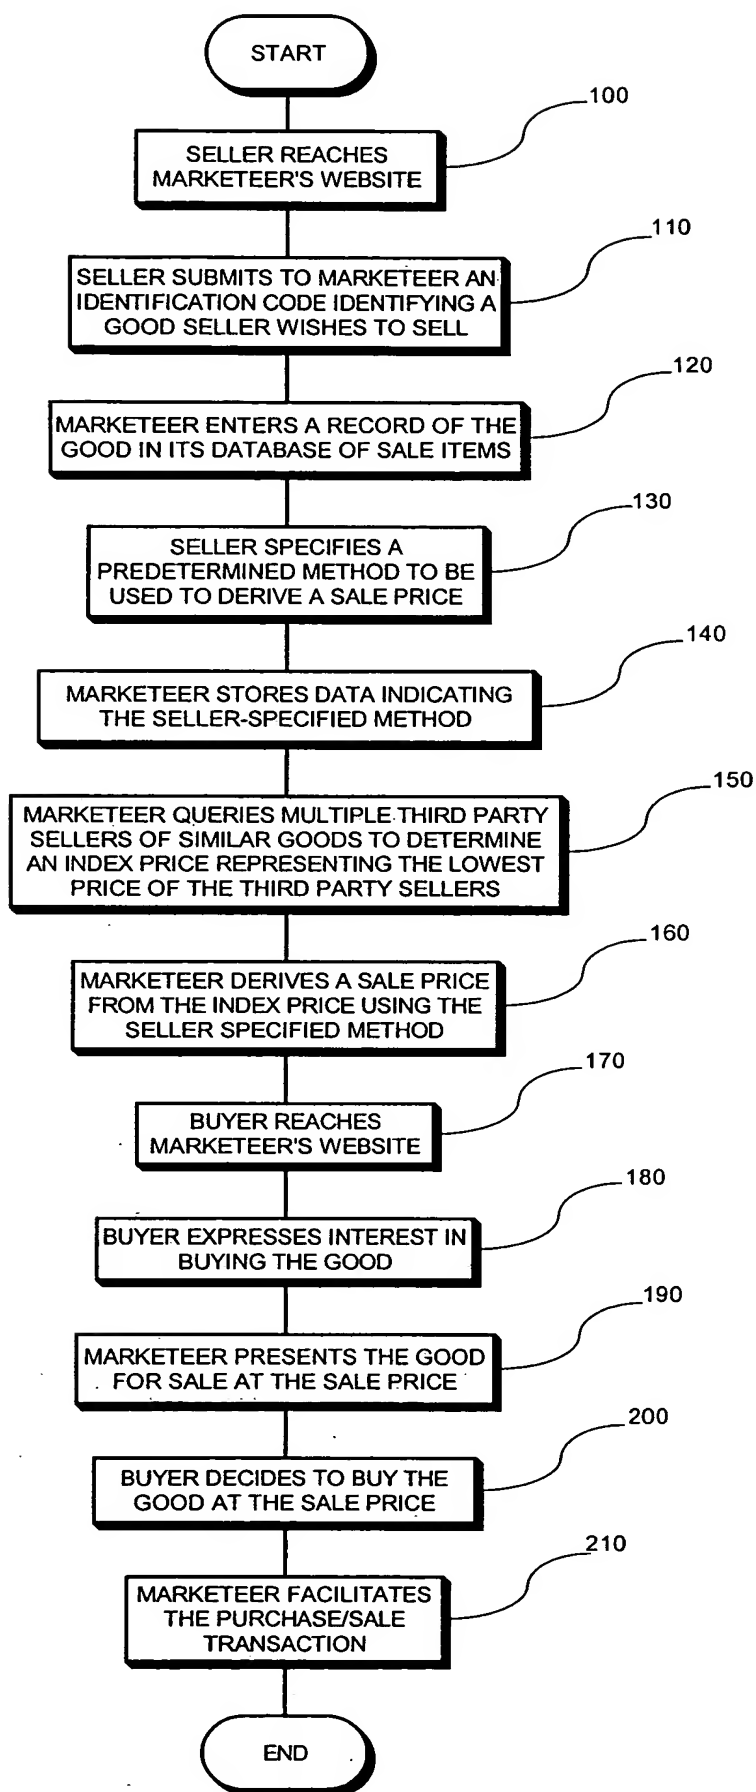 START
100
SELLER REACHES
MARKETEER'S WEBSITE
110
SELLER SUBMITS TO MARKETEER AN
IDENTIFICATION CODE IDENTIFYING A
GOOD SELLER WISHES TO SELL
120
MARKETEER ENTERS A RECORD OF THE
GOOD IN ITS DATABASE OF SALE ITEMS
130
SELLER SPECIFIES A
PREDETERMINED METHOD TO BE
USED TO DERIVE A SALE PRICE
140
MARKETEER STORES DATA INDICATING
THE SELLER-SPECIFIED METHOD
150
MARKETEER QUERIES MULTIPLE THIRD PARTY
SELLERS OF SIMILAR GOODS TO DETERMINE
AN INDEX PRICE REPRESENTING THE LOWEST
PRICE OF THE THIRD PARTY SELLERS
160
MARKETEER DERIVES A SALE PRICE
FROM THE INDEX PRICE USING THE
SELLER SPECIFIED METHOD
170
BUYER REACHES
MARKETEER'S WEBSITE
180
BUYER EXPRESSES INTEREST IN
BUYING THE GOOD
190
MARKETEER PRESENTS THE GOOD
FOR SALE AT THE SALE PRICE
200
BUYER DECIDES TO BUY THE
GOOD AT THE SALE PRICE
210
MARKETEER FACILITATES
THE PURCHASE/SALE
TRANSACTION
END